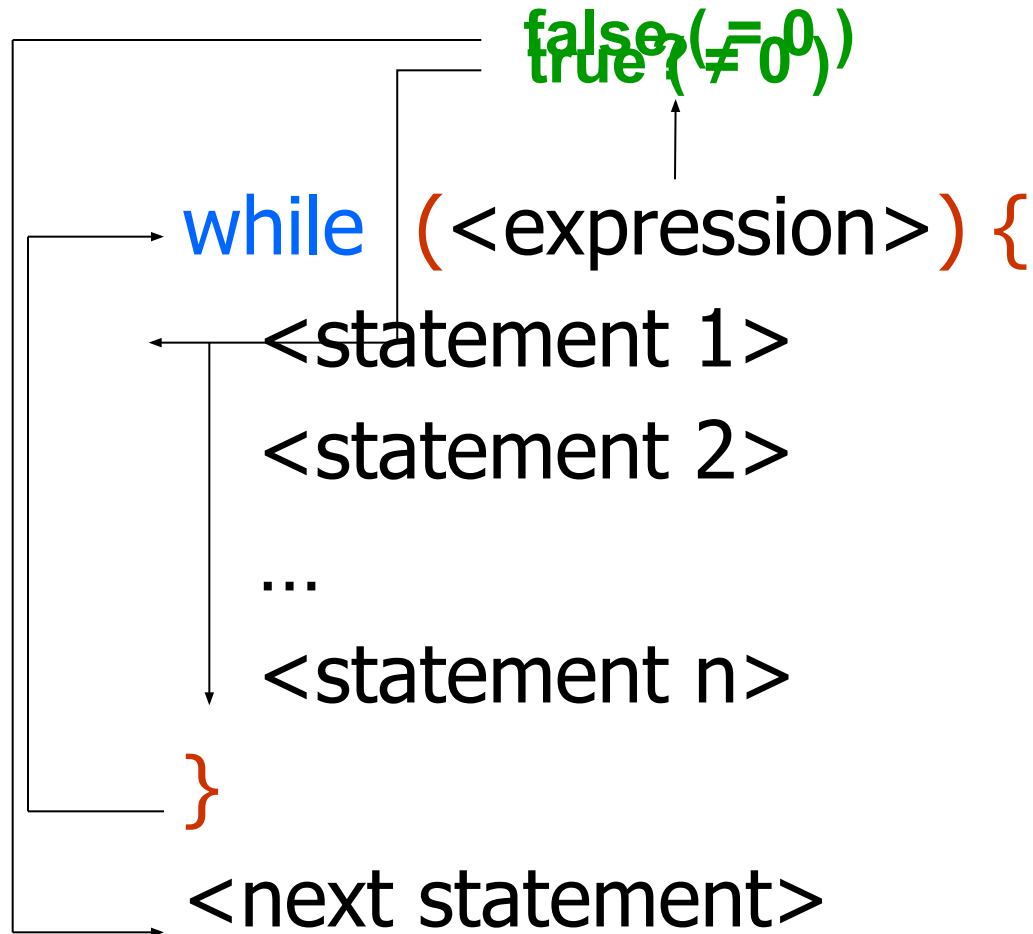 false ( = 0 )
true ( ≠ 0 )
?
while (<expression>) {
<statement 1>
<statement 2>
...
<statement n>
}
<next statement>